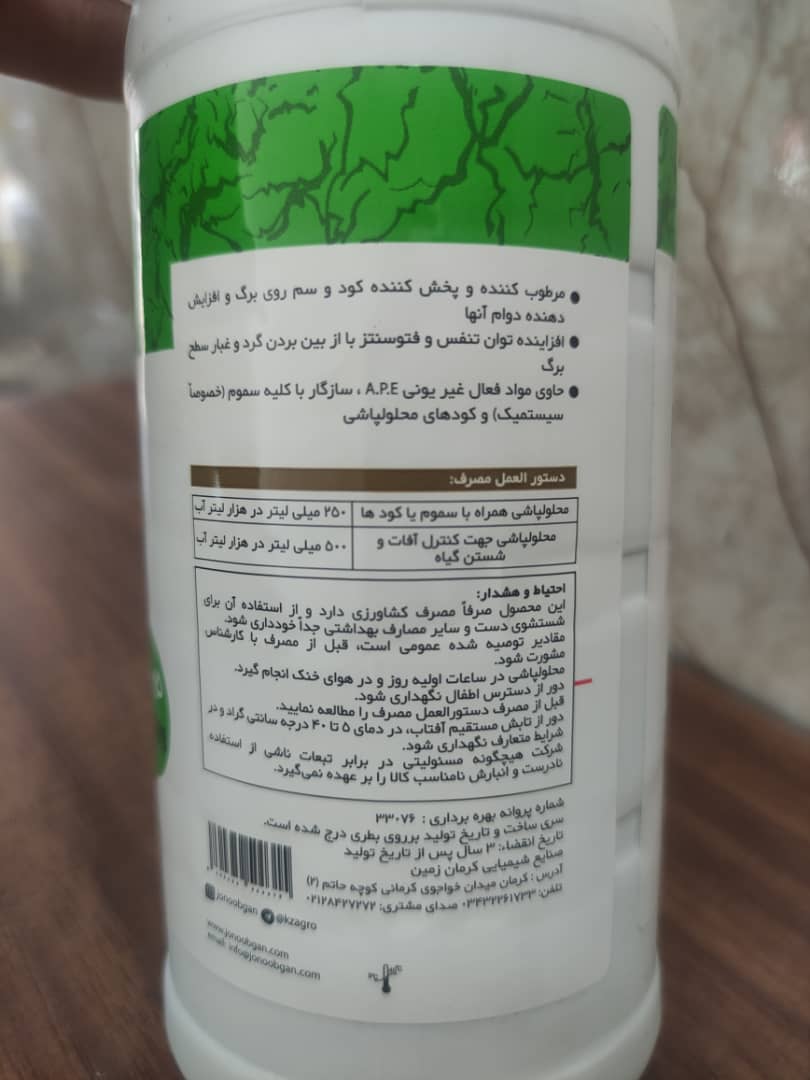 ● مرطوب کننده و پخش کننده کود و سم روی برگ و افزایش
دهنده دوام آنها
● افزاینده توان تنفس و فتوسنتز با از بین بردن گرد و غبار سطح
برگ
● حاوی مواد فعال غیر یونی A.P.E ، سازگار با کلیه سموم (خصوصاً
سیستمیک) و کودهای محلولپاشی
دستور العمل مصرف:
محلولپاشی همراه با سموم یا کود ها ۲۵۰ میلی لیتر در هزار لیتر آب
محلولپاشی جهت کنترل آفات و
شستن گیاه
۵۰۰ میلی لیتر در هزار لیتر آب
احتیاط و هشدار:
این محصول صرفاً مصرف کشاورزی دارد و از استفاده آن برای
شستشوی دست و سایر مصارف بهداشتی جداً خودداری شود.
مقادیر توصیه شده عمومی است، قبل از مصرف با کارشناس
مشورت شود.
محلولپاشی در ساعات اولیه روز و در هوای خنک انجام گیرد.
دور از دسترس اطفال نگهداری شود.
قبل از مصرف دستورالعمل مصرف را مطالعه نمایید.
دور از تابش مستقیم آفتاب، در دمای ۵ تا ۴۰ درجه سانتی گراد و در
شرایط متعارف نگهداری شود.
شرکت هیچگونه مسئولیتی در برابر تبعات ناشی از استفاده
نادرست و انبارش نامناسب کالا را بر عهده نمی‌گیرد.
شماره پروانه بهره برداری : ۳۳۰۷۶
سری ساخت و تاریخ تولید برروی بطری درج شده است.
تاریخ انقضاء: ۳ سال پس از تاریخ تولید
صنایع شیمیایی کرمان زمین
آدرس : کرمان میدان خواجوی کرمانی کوچه حاتم (۲)
تلفن: ۰۳۴۳۲۲۶۱۷۳۳ صدای مشتری: ۰۲۱۲۸۴۲۷۲۷۲
jonoobgan @kzagro
www.jonoobgan.com
email: info@jonoobgan.com